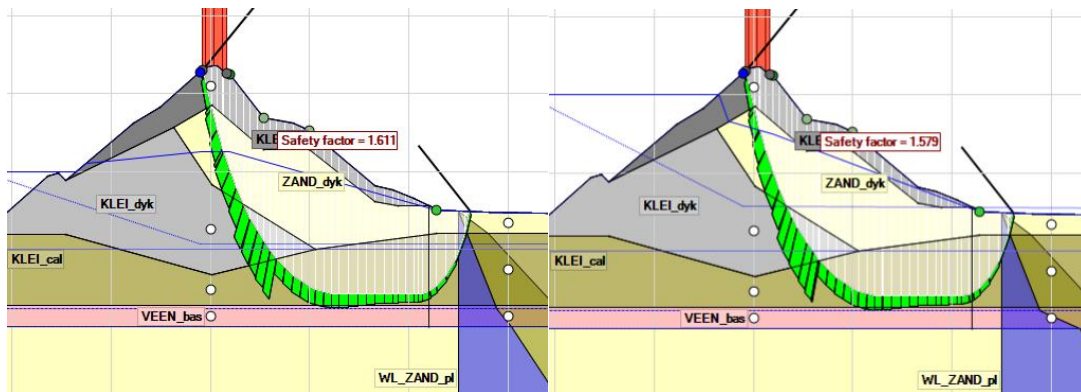 KLE
Safety factor = 1.611
ZAND_dyk
KLEI_dyk
KLEI_cal
VEEN_bas
WL_ZAND_pl
KLE
Safety factor = 1.579
ZAND_dyk
KLEI_dyk
KLEI_cal
VEEN_bas
WL_ZAND_pl